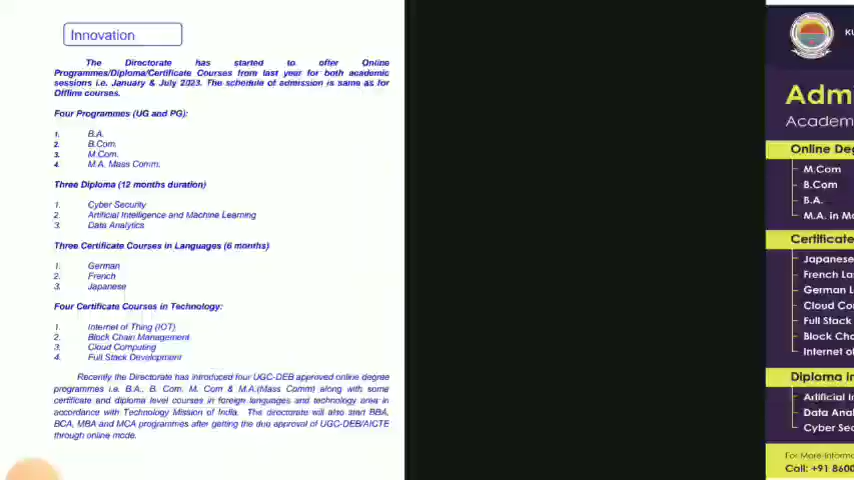 Innovation
The Directorate has started to offer Online
Programmes/Diploma/Certificate Courses from last year for both academic
sessions i.e. January & July 2023. The schedule of admission is same as for
Offline courses.
Four Programmes (UG and PG):
1. B.A.
2. B.Com.
3. M.Com.
4. M.A. Mass Comm.
Three Diploma (12 months duration)
1. Cyber Security
2. Artificial Intelligence and Machine Learning
3. Data Analytics
Three Certificate Courses in Languages (6 months)
1. German
2. French
3. Japanese
Four Certificate Courses in Technology:
1. Internet of Thing (IOT)
2. Block Chain Management
3. Cloud Computing
4. Full Stack Development
Recently the Directorate has introduced four UGC-DEB approved online degree
programmes i.e. B.A., B. Com, M. Com & M.A.(Mass Comm) along with some
certificate and diploma level courses in foreign languages and technology area in
accordance with Technology Mission of India. The directorate will also start BBA,
BCA, MBA and MCA programmes after getting the due approval of UGC-DEB/AICTE
through online mode.
KU
Adm
Academ
Online Deg
M.Com
B.Com
B.A.
M.A. in Ma
Certificate
Japanese
French La
German L
Cloud Co
Full Stack
Block Cha
Internet o
Diploma in
Artificial In
Data Anal
Cyber Sec
For More Informa
Call: +91 8600